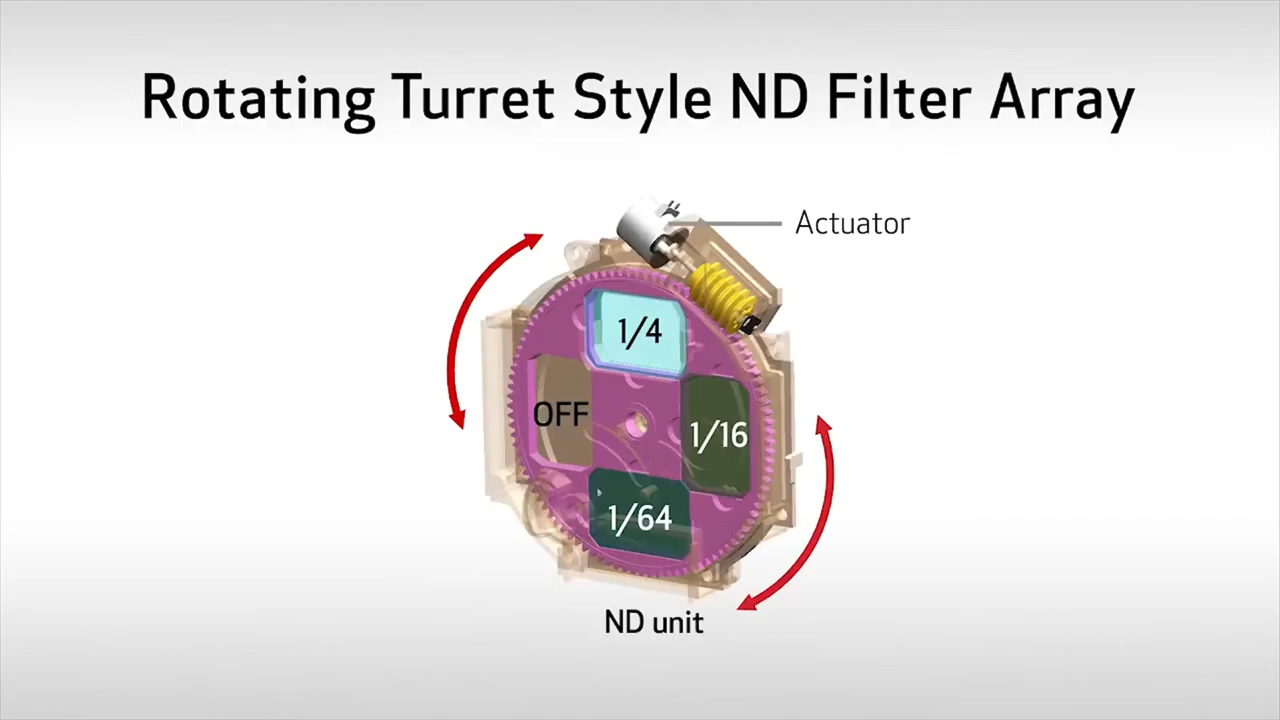 Rotating Turret Style ND Filter Array
Actuator
1/4
OFF
1/16
1/64
ND unit